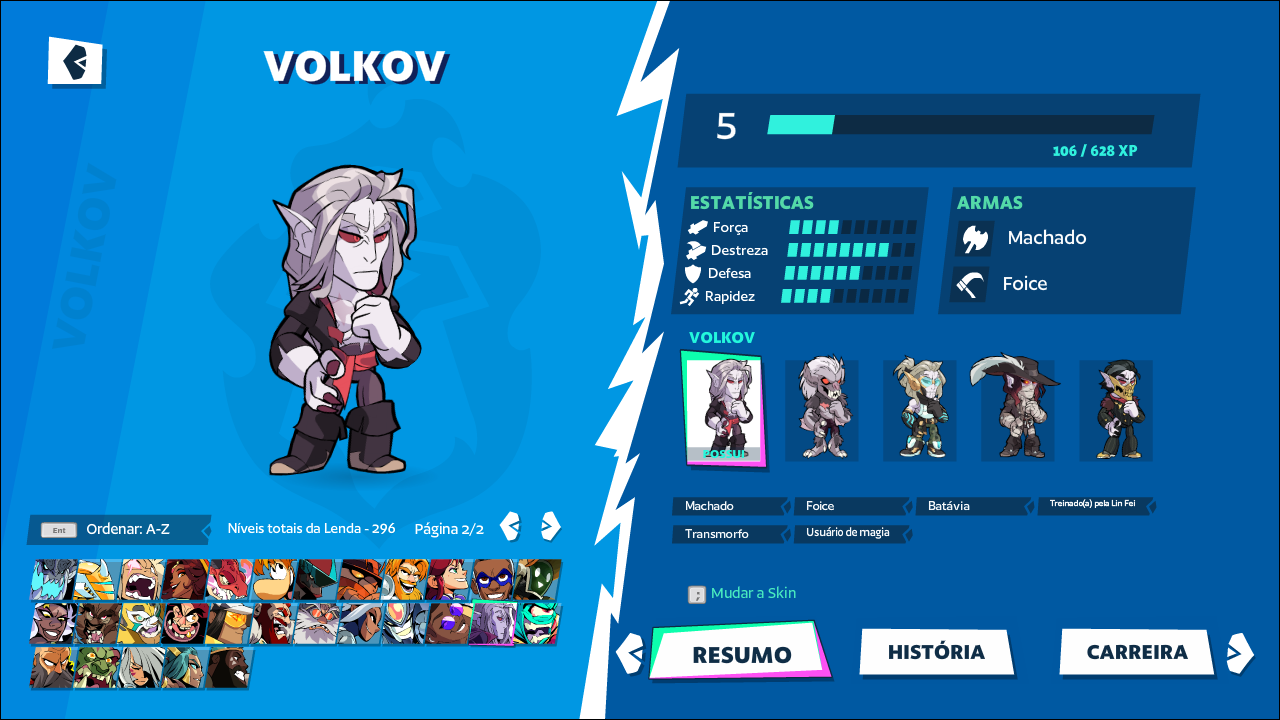 VOLKOV
VOLKOV
5
106 / 628 XP
ESTATÍSTICAS
Força
Destreza
Defesa
Rapidez
ARMAS
Machado
Foice
VOLKOV
POSSUI
Machado
Foice
Batávia
Treinado(a) pela Lin Fei
Transmorfo
Usuário de magia
; Mudar a Skin
Ent Ordenar: A-Z
Níveis totais da Lenda - 296
Página 2/2
RESUMO
HISTÓRIA
CARREIRA